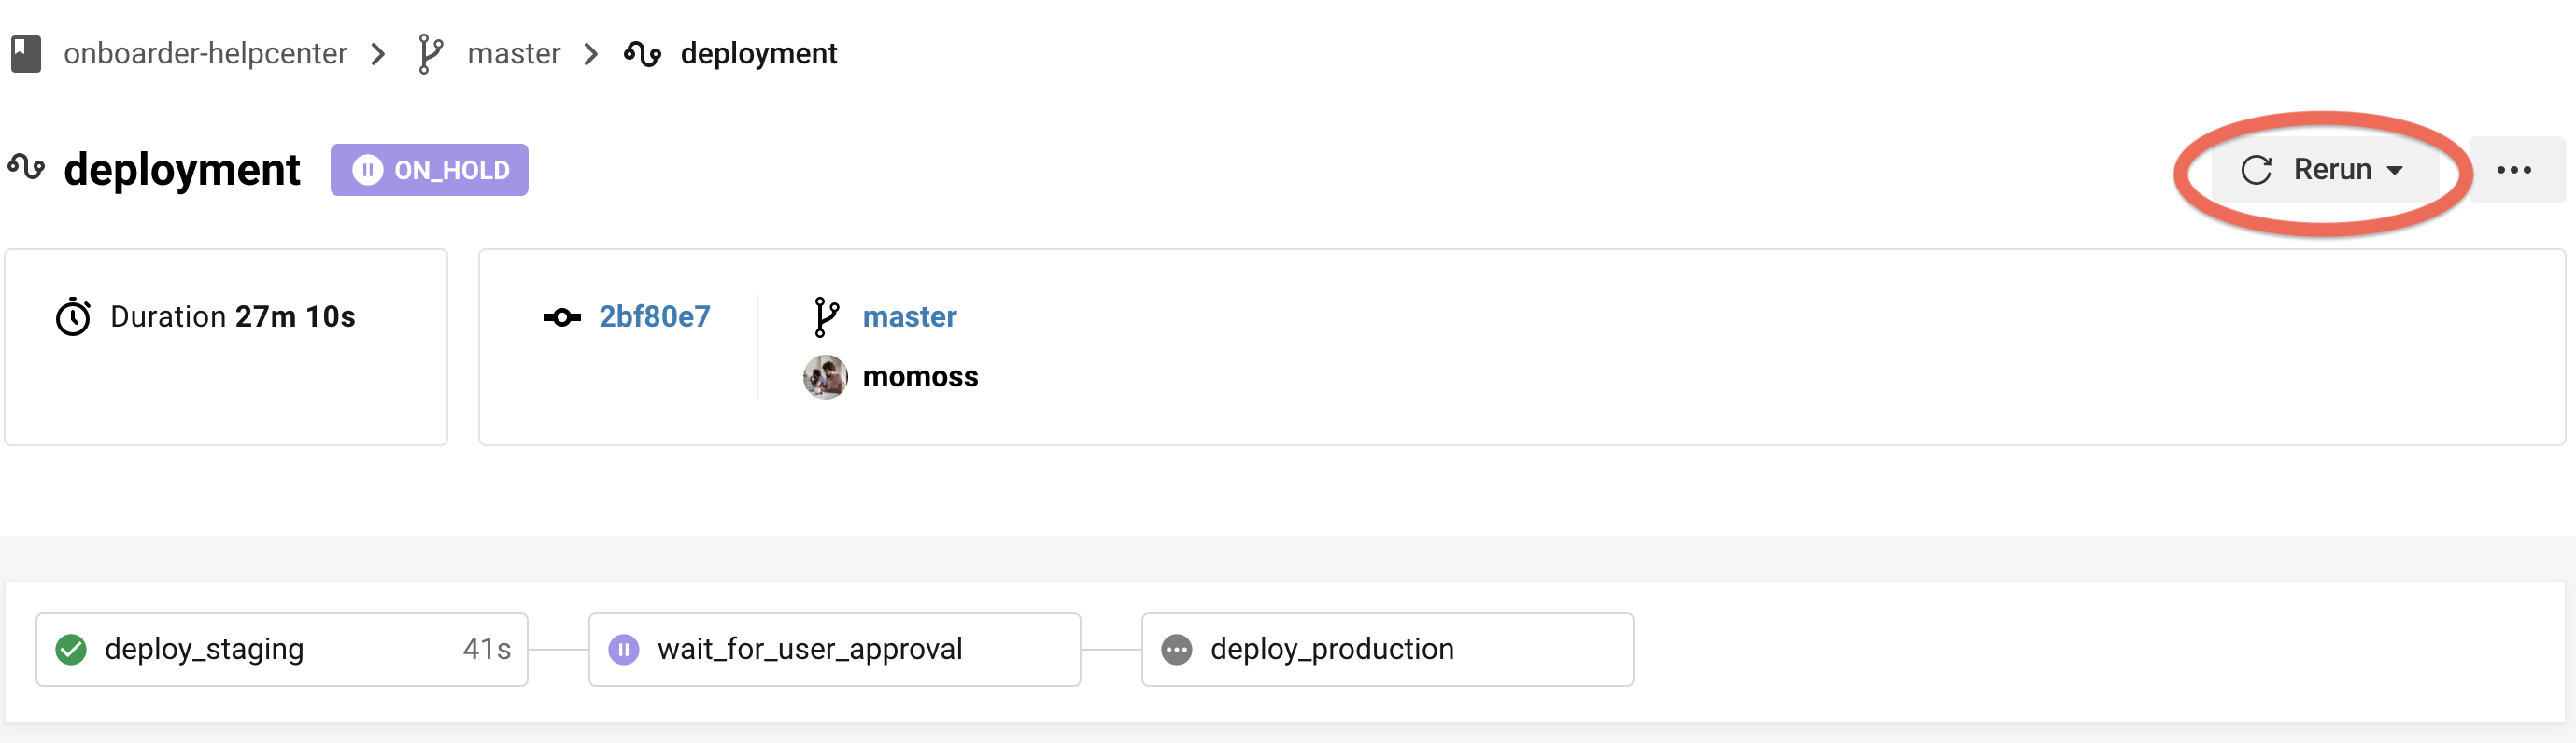 onboarder-helpcenter > master > deployment
deployment ON_HOLD Rerun
Duration 27m 10s 2bf80e7 master
momoss
deploy_staging 41s wait_for_user_approval deploy_production